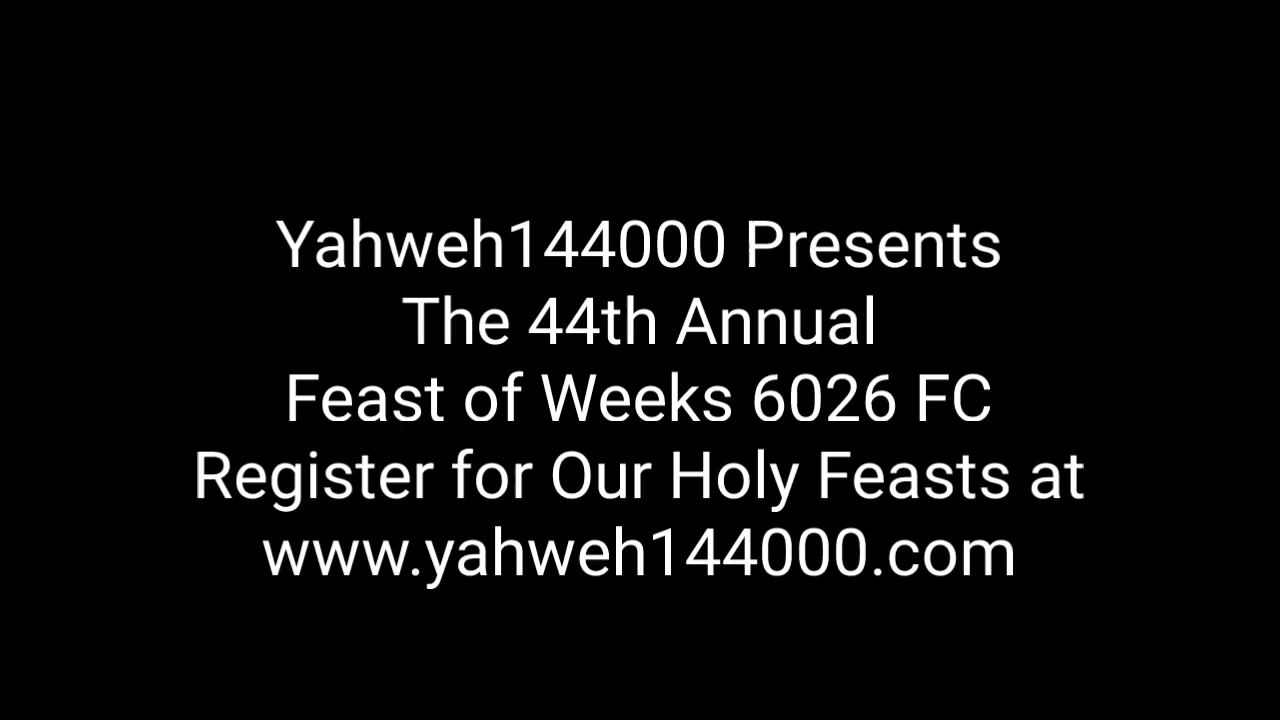 Yahweh144000 Presents
The 44th Annual
Feast of Weeks 6026 FC
Register for Our Holy Feasts at
www.yahweh144000.com